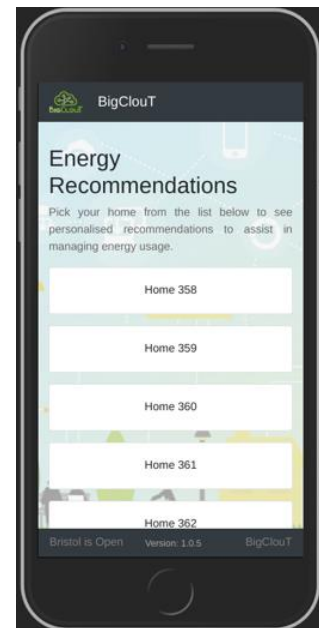 BigClouT
BigClouT
Energy
Recommendations
Pick your home from the list below to see
personalised recommendations to assist in
managing energy usage.
Home 358
Home 359
Home 360
Home 361
Home 362
Bristol is Open Version: 1.0.5 BigClouT